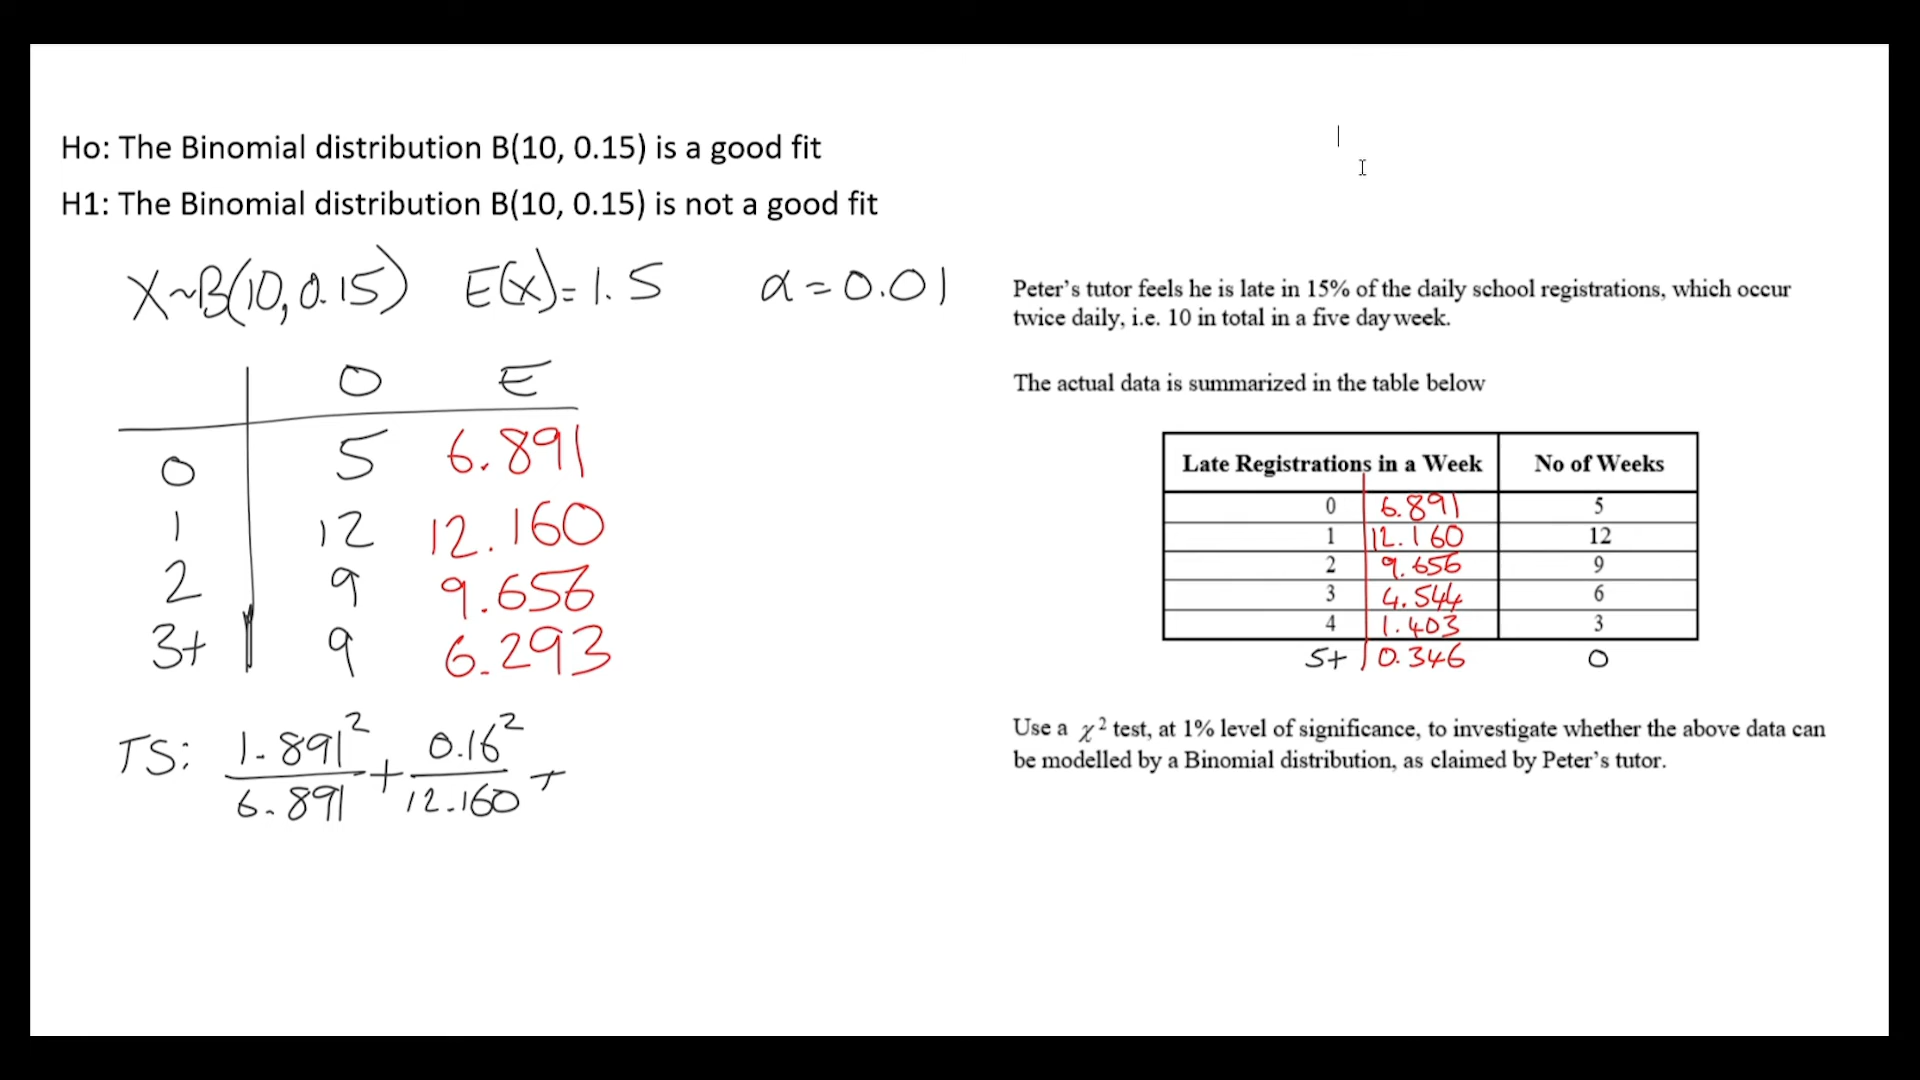 Ho: The Binomial distribution B(10, 0.15) is a good fit
H1: The Binomial distribution B(10, 0.15) is not a good fit
X~B(10,0.15) E(x)=1.5 α=0.01
O E
0 5 6.891
1 12 12.160
2 9 9.656
3+ 9 6.293
TS: 1.891²/6.891 + 0.16²/12.160 +
Peter's tutor feels he is late in 15% of the daily school registrations, which occur
twice daily, i.e. 10 in total in a five day week.
The actual data is summarized in the table below
Late Registrations in a Week No of Weeks
0 6.891 5
1 12.160 12
2 9.656 9
3 4.544 6
4 1.403 3
5+ 0.346 0
Use a χ² test, at 1% level of significance, to investigate whether the above data can
be modelled by a Binomial distribution, as claimed by Peter's tutor.